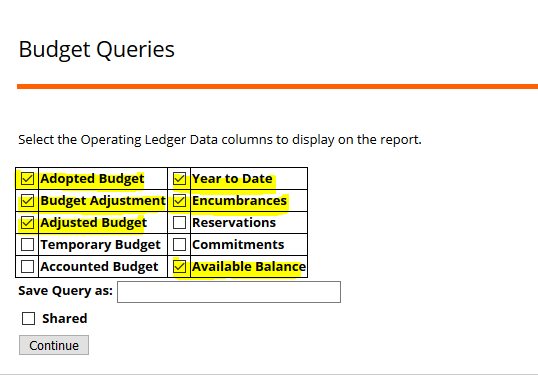 Budget Queries
Select the Operating Ledger Data columns to display on the report.
Adopted Budget Year to Date
Budget Adjustment Encumbrances
Adjusted Budget Reservations
Temporary Budget Commitments
Accounted Budget Available Balance
Save Query as:
Shared
Continue